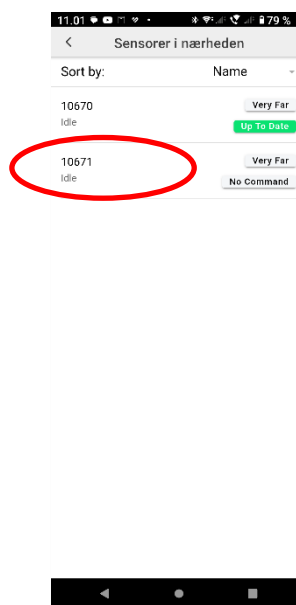 11.01 79 %
Sensorer i nærheden
Sort by: Name
10670 Very Far
Idle Up To Date
10671 Very Far
Idle No Command